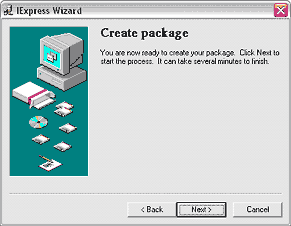 IExpress Wizard
Create package
You are now ready to create your package. Click Next to
start the process. It can take several minutes to finish.
< Back
Next >
Cancel